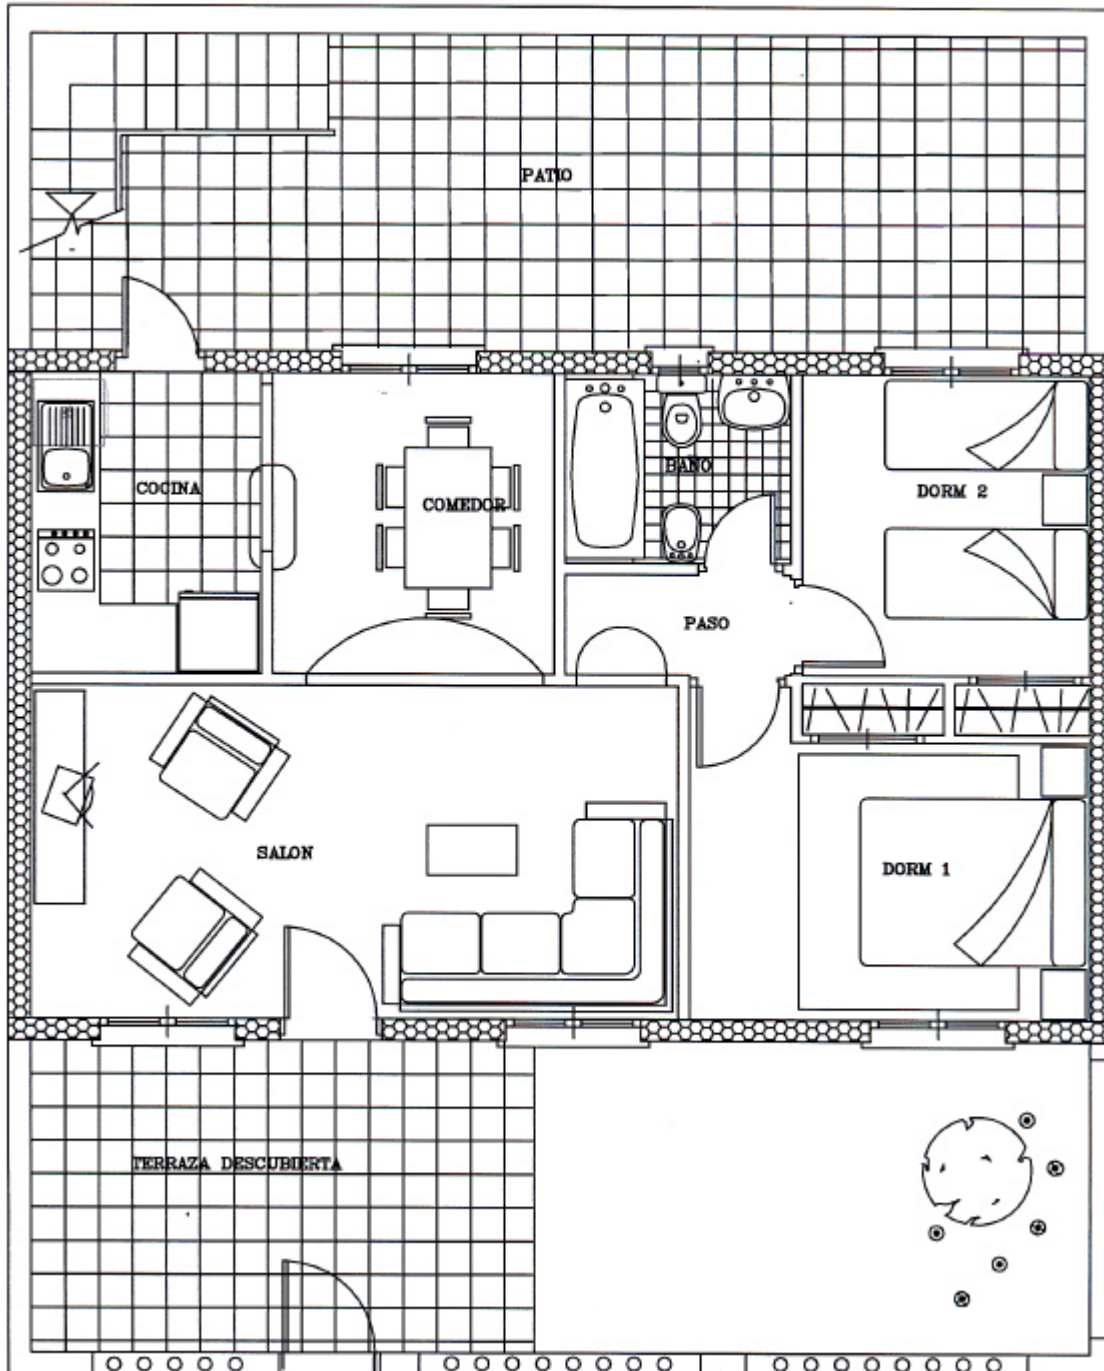 PATIO
COCINA
COMEDOR
BAÑO
DORM 2
PASO
SALON
DORM 1
TERRAZA DESCUBIERTA